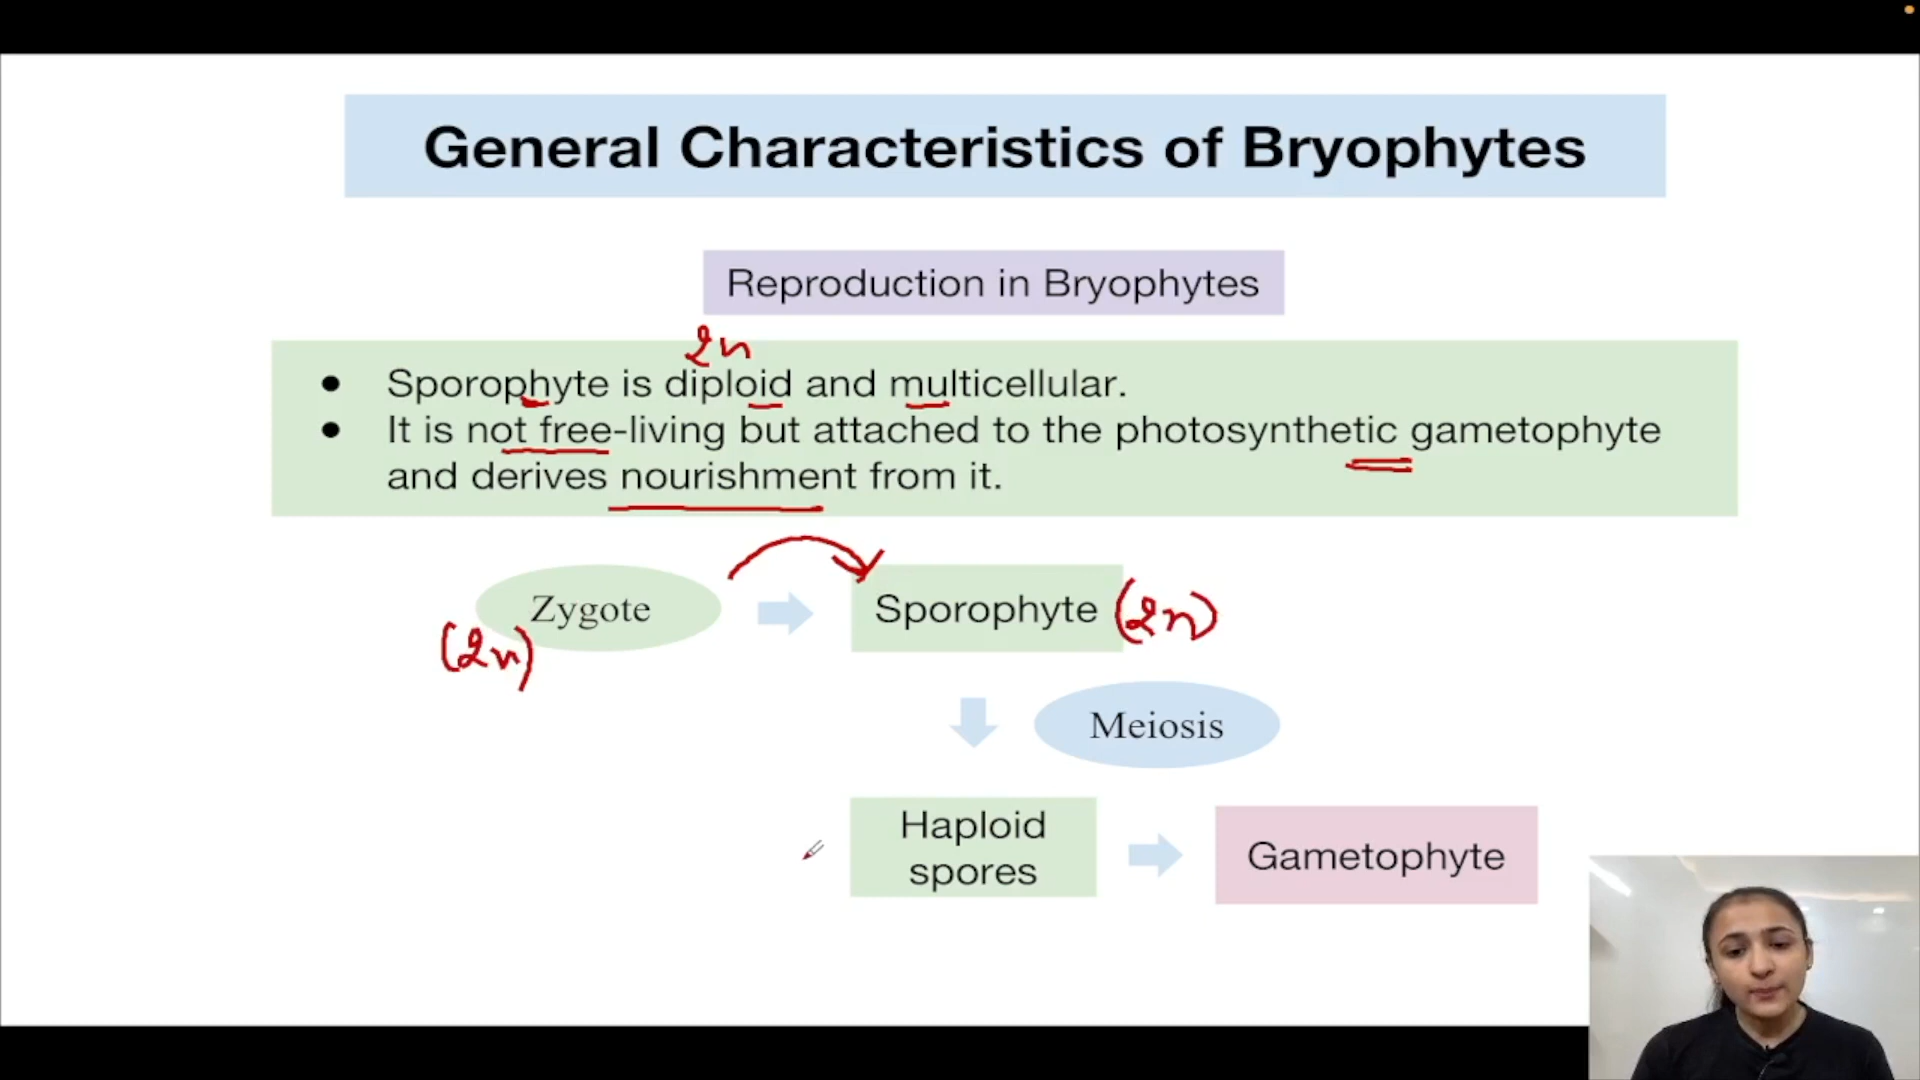 General Characteristics of Bryophytes
Reproduction in Bryophytes
2n
● Sporophyte is diploid and multicellular.
● It is not free-living but attached to the photosynthetic gametophyte
and derives nourishment from it.
Zygote
(2n)
Sporophyte (2n)
Meiosis
Haploid
spores
Gametophyte